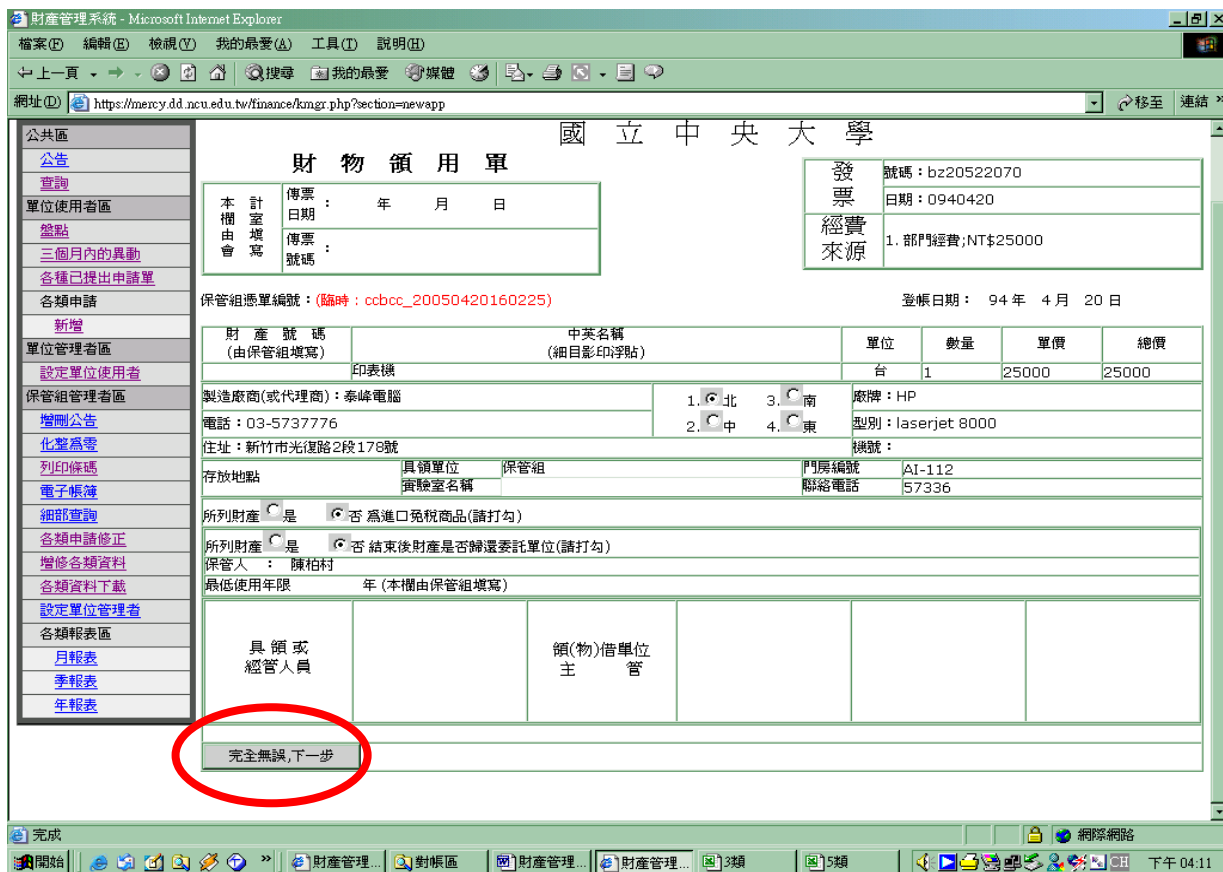 財產管理系統 - Microsoft Internet Explorer
檔案(F) 編輯(E) 檢視(V) 我的最愛(A) 工具(T) 說明(H)
上一頁 搜尋 我的最愛 媒體
網址(D) https://mercy.dd.ncu.edu.tw/finance/kmgr.php?section=newapp 移至 連結 »
公共區
公告
查詢
單位使用者區
盤點
三個月內的異動
各種已提出申請單
各類申請
新增
單位管理者區
設定單位使用者
保管組管理者區
增刪公告
化整為零
列印條碼
電子帳簿
細部查詢
各類申請修正
增修各類資料
各類資料下載
設定單位管理者
各類報表區
月報表
季報表
年報表
國立中央大學
財物領用單
本欄由會計室填寫
傳票日期： 年 月 日
傳票號碼：
發票
號碼：bz20522070
日期：0940420
經費來源
1. 部門經費;NT$25000
保管組憑單編號：(臨時：ccbcc_20050420160225) 登帳日期： 94 年 4 月 20 日
財產號碼 中英名稱 單位 數量 單價 總價
(由保管組填寫) (細目影印浮貼)
印表機 台 1 25000 25000
製造廠商(或代理商)：泰峰電腦 1. 北 3. 南 廠牌：HP
電話：03-5737776 2. 中 4. 東 型別：laserjet 8000
住址：新竹市光復路2段178號 機號：
存放地點 具領單位 保管組 門房編號 AI-112
實驗室名稱 聯絡電話 57336
所列財產 是 否 為進口免稅商品(請打勾)
所列財產 是 否 結束後財產是否歸還委託單位(請打勾)
保管人 ： 陳柏村
最低使用年限 年 (本欄由保管組填寫)
具領或 領(物)借單位
經管人員 主 管
完全無誤,下一步
完成 網際網路
開始 » 財產管理... 對帳區 財產管理... 財產管理... 3類 5類 CH 下午 04:11